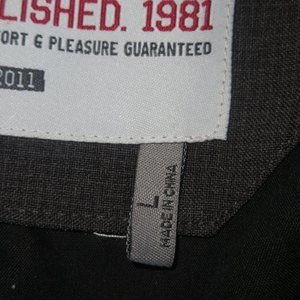 LISHED. 1981
ORT & PLEASURE GUARANTEED
2011
L
MADE IN CHINA